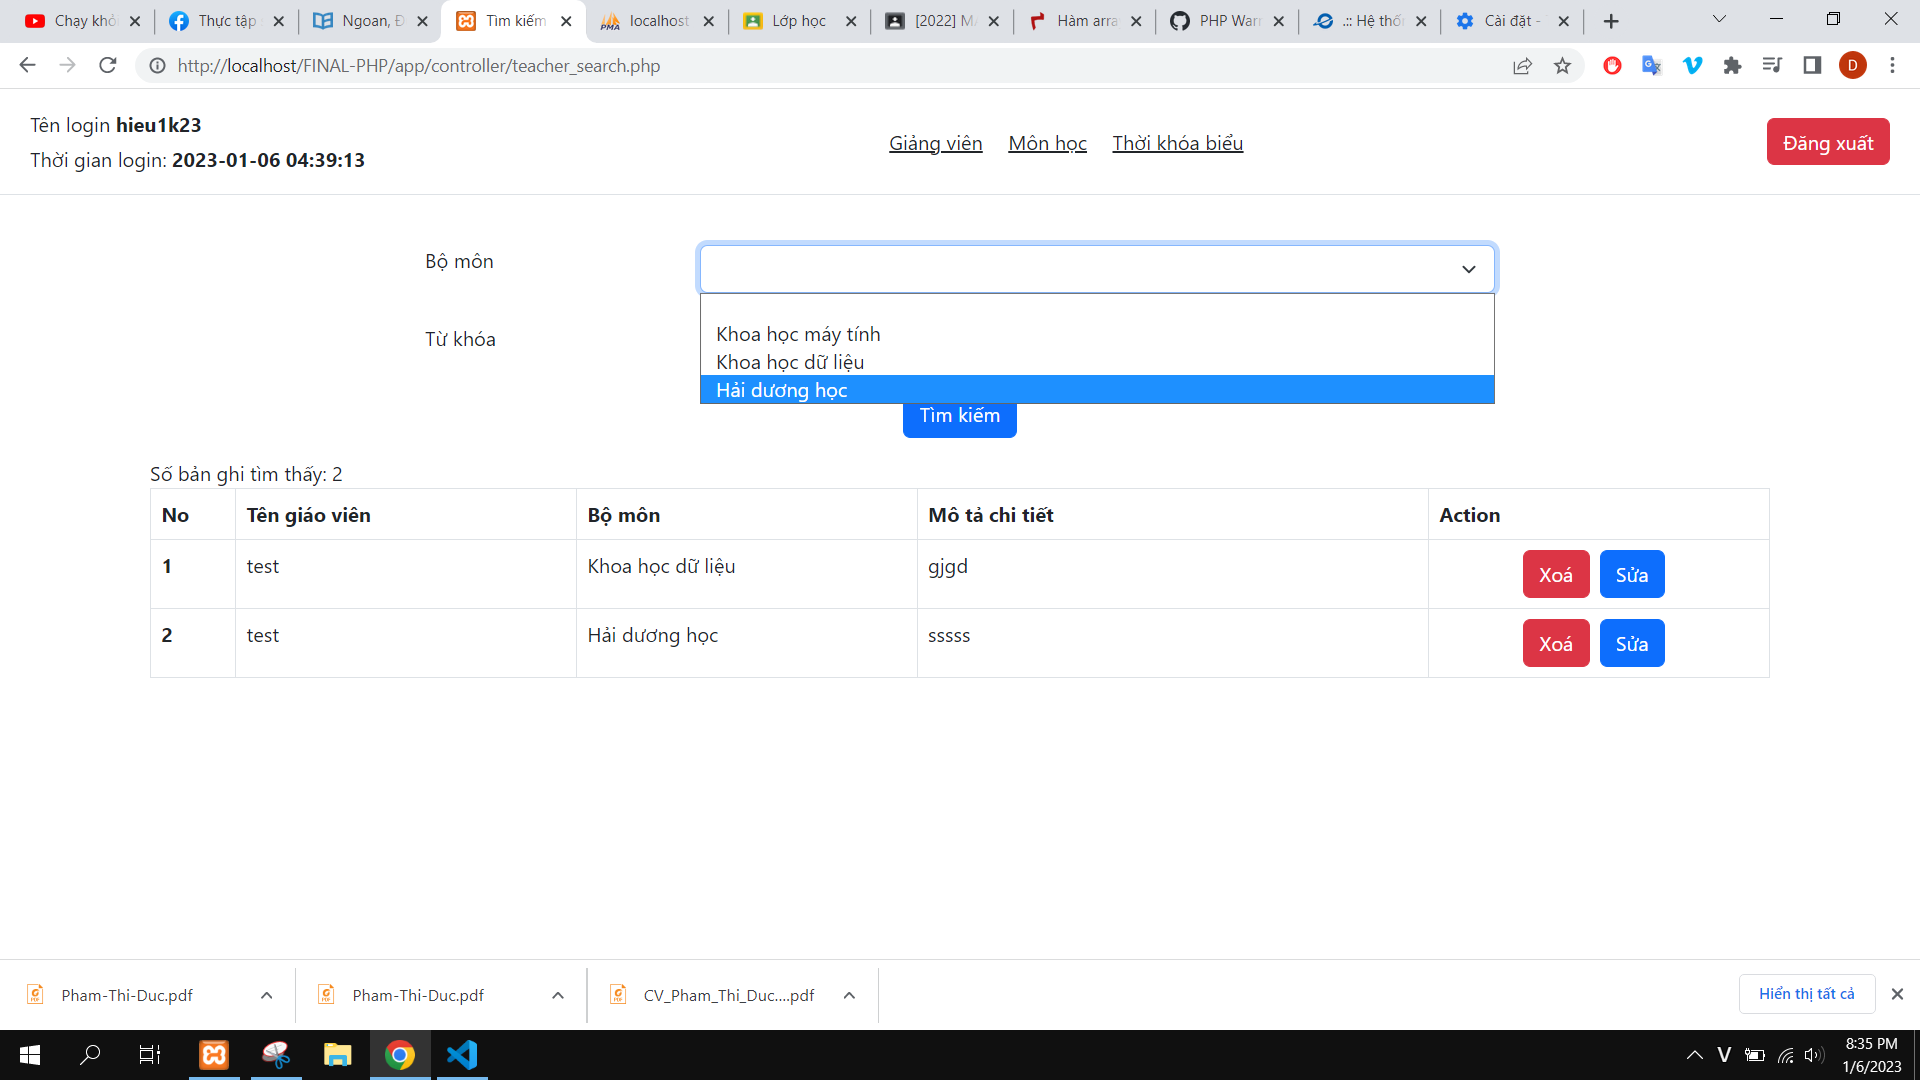 Chạy khô
Thực tập
Ngoan, Đ
Tìm kiếm
localhost
Lớp học
[2022] M
Hàm arra
PHP Warn
.:: Hệ thố
Cài đặt -
http://localhost/FINAL-PHP/app/controller/teacher_search.php
D
Tên login hieu1k23
Thời gian login: 2023-01-06 04:39:13
Giảng viên Môn học Thời khóa biểu
Đăng xuất
Bộ môn
Từ khóa
Khoa học máy tính
Khoa học dữ liệu
Hải dương học
Tìm kiếm
Số bản ghi tìm thấy: 2
No Tên giáo viên Bộ môn Mô tả chi tiết Action
1 test Khoa học dữ liệu gjgd Xoá Sửa
2 test Hải dương học sssss Xoá Sửa
Pham-Thi-Duc.pdf
Pham-Thi-Duc.pdf
CV_Pham_Thi_Duc....pdf
Hiển thị tất cả
V
8:35 PM
1/6/2023